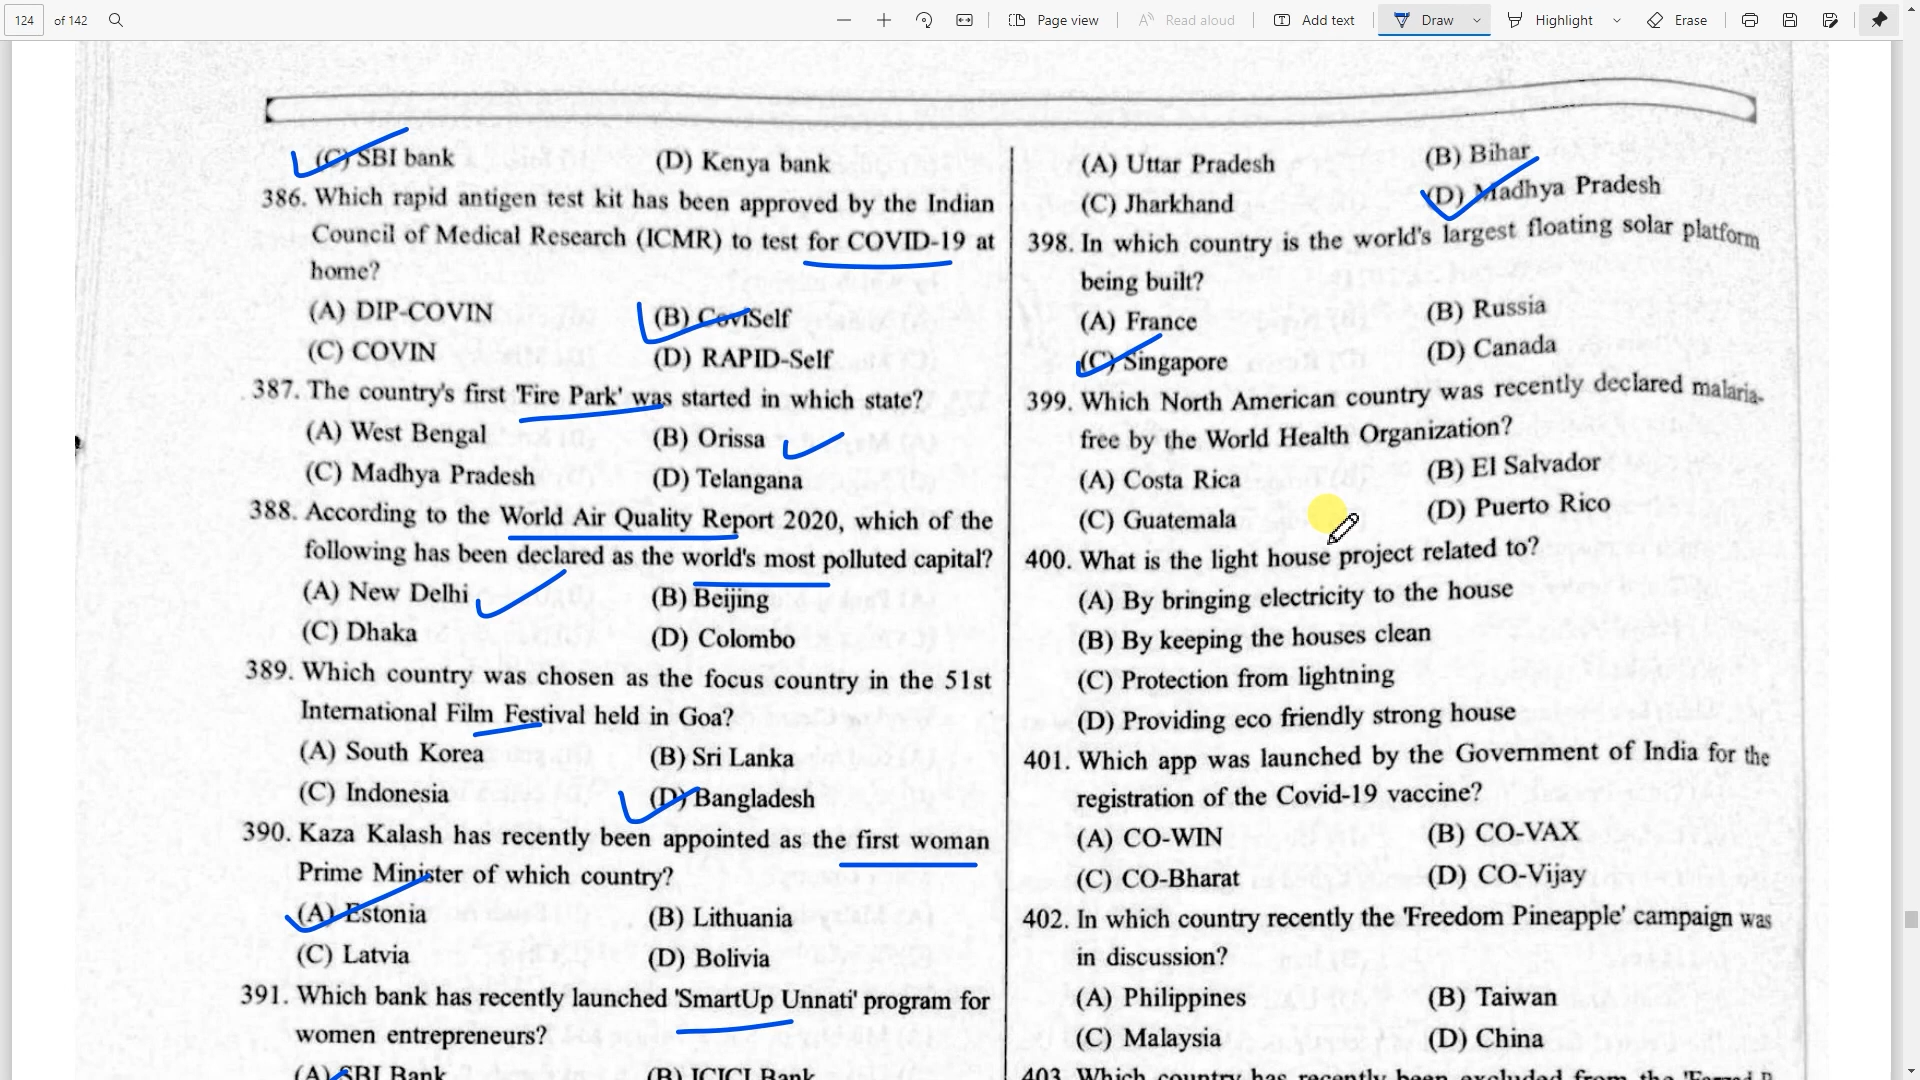 124 of 142
Page view
Read aloud
Add text
Draw
Highlight
Erase
(C) SBI bank (D) Kenya bank
386. Which rapid antigen test kit has been approved by the Indian
Council of Medical Research (ICMR) to test for COVID-19 at
home?
(A) DIP-COVIN (B) CoviSelf
(C) COVIN (D) RAPID-Self
387. The country's first 'Fire Park' was started in which state?
(A) West Bengal (B) Orissa
(C) Madhya Pradesh (D) Telangana
388. According to the World Air Quality Report 2020, which of the
following has been declared as the world's most polluted capital?
(A) New Delhi (B) Beijing
(C) Dhaka (D) Colombo
389. Which country was chosen as the focus country in the 51st
International Film Festival held in Goa?
(A) South Korea (B) Sri Lanka
(C) Indonesia (D) Bangladesh
390. Kaza Kalash has recently been appointed as the first woman
Prime Minister of which country?
(A) Estonia (B) Lithuania
(C) Latvia (D) Bolivia
391. Which bank has recently launched 'SmartUp Unnati' program for
women entrepreneurs?
(A) SBI Bank (B) ICICI Bank
(A) Uttar Pradesh (B) Bihar
(C) Jharkhand (D) Madhya Pradesh
398. In which country is the world's largest floating solar platform
being built?
(A) France (B) Russia
(C) Singapore (D) Canada
399. Which North American country was recently declared malaria-
free by the World Health Organization?
(A) Costa Rica (B) El Salvador
(C) Guatemala (D) Puerto Rico
400. What is the light house project related to?
(A) By bringing electricity to the house
(B) By keeping the houses clean
(C) Protection from lightning
(D) Providing eco friendly strong house
401. Which app was launched by the Government of India for the
registration of the Covid-19 vaccine?
(A) CO-WIN (B) CO-VAX
(C) CO-Bharat (D) CO-Vijay
402. In which country recently the 'Freedom Pineapple' campaign was
in discussion?
(A) Philippines (B) Taiwan
(C) Malaysia (D) China
403. Which country has recently been excluded from the